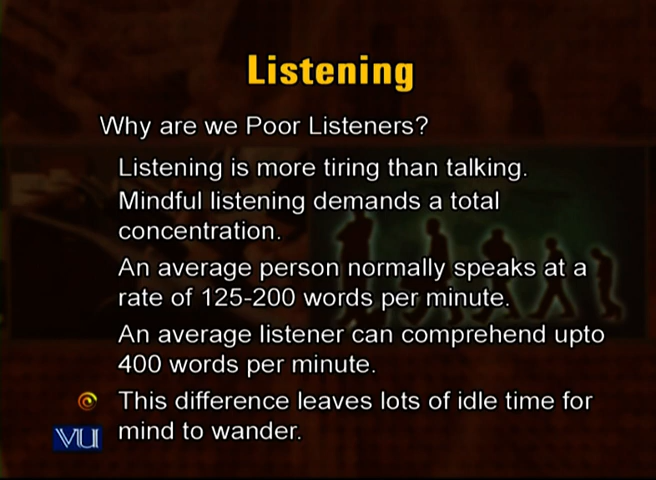 Listening
Why are we Poor Listeners?
Listening is more tiring than talking.
Mindful listening demands a total
concentration.
An average person normally speaks at a
rate of 125-200 words per minute.
An average listener can comprehend upto
400 words per minute.
This difference leaves lots of idle time for
mind to wander.
VU